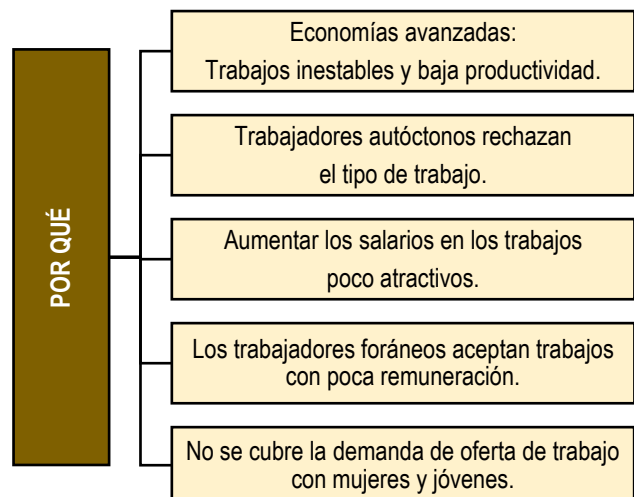 POR QUÉ
Economías avanzadas:
Trabajos inestables y baja productividad.
Trabajadores autóctonos rechazan
el tipo de trabajo.
Aumentar los salarios en los trabajos
poco atractivos.
Los trabajadores foráneos aceptan trabajos
con poca remuneración.
No se cubre la demanda de oferta de trabajo
con mujeres y jóvenes.